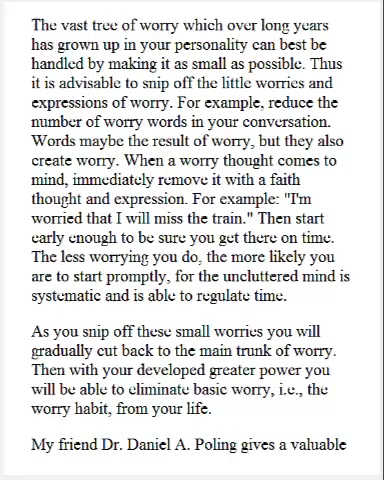 The vast tree of worry which over long years
has grown up in your personality can best be
handled by making it as small as possible. Thus
it is advisable to snip off the little worries and
expressions of worry. For example, reduce the
number of worry words in your conversation.
Words maybe the result of worry, but they also
create worry. When a worry thought comes to
mind, immediately remove it with a faith
thought and expression. For example: "I'm
worried that I will miss the train." Then start
early enough to be sure you get there on time.
The less worrying you do, the more likely you
are to start promptly, for the uncluttered mind is
systematic and is able to regulate time.
As you snip off these small worries you will
gradually cut back to the main trunk of worry.
Then with your developed greater power you
will be able to eliminate basic worry, i.e., the
worry habit, from your life.
My friend Dr. Daniel A. Poling gives a valuable